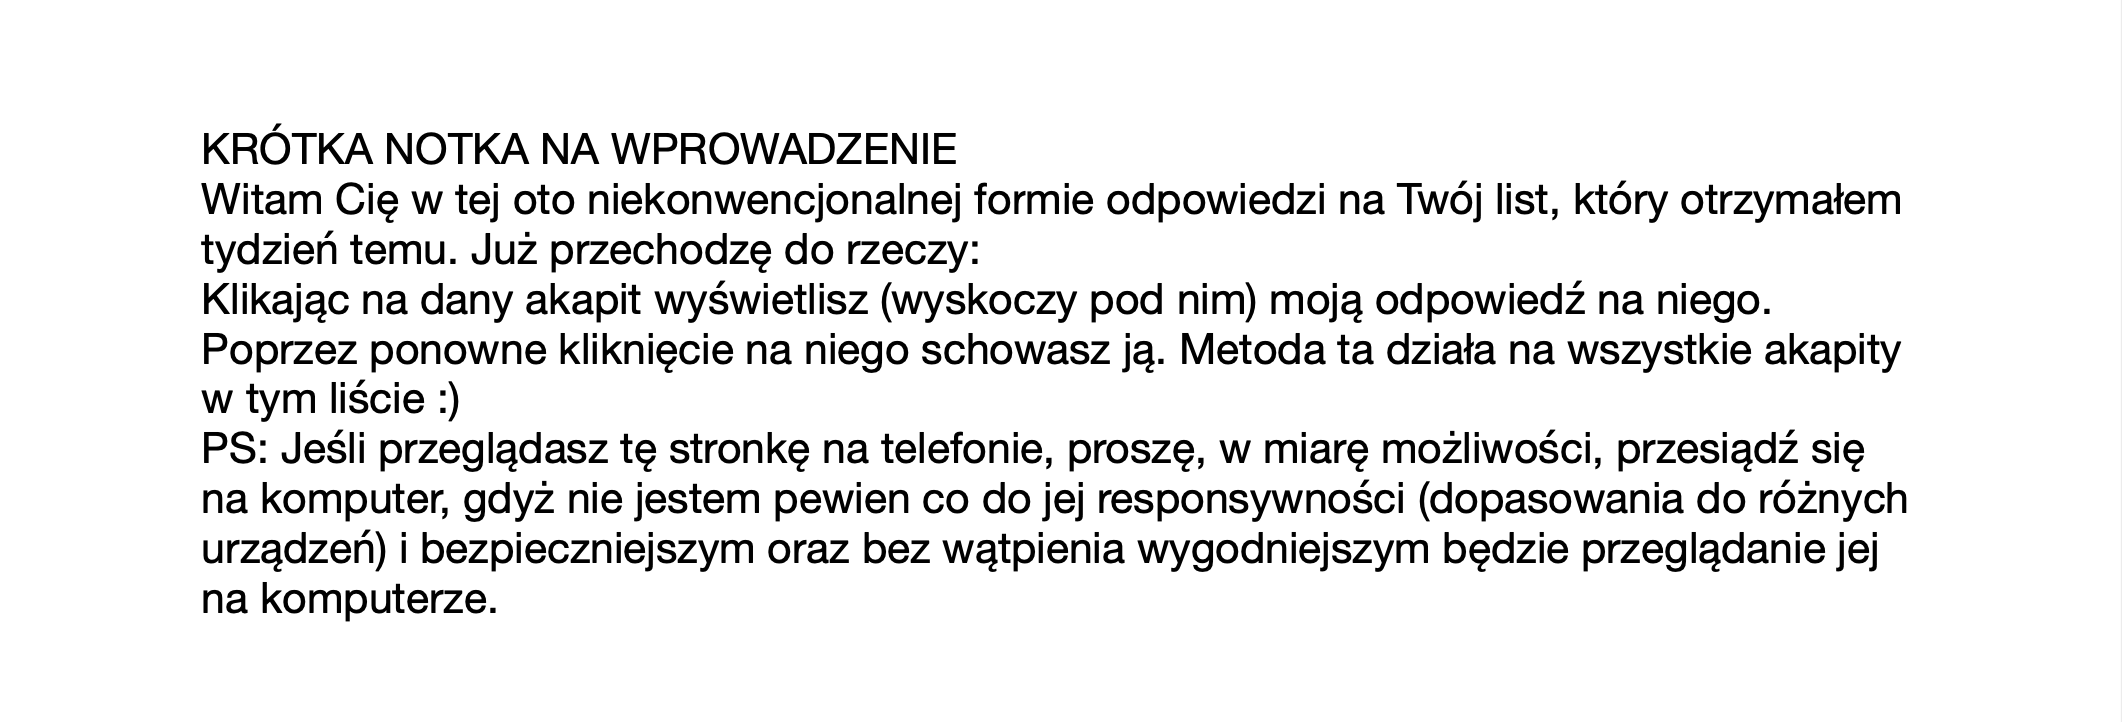 KRÓTKA NOTKA NA WPROWADZENIE
Witam Cię w tej oto niekonwencjonalnej formie odpowiedzi na Twój list, który otrzymałem
tydzień temu. Już przechodzę do rzeczy:
Klikając na dany akapit wyświetlisz (wyskoczy pod nim) moją odpowiedź na niego.
Poprzez ponowne kliknięcie na niego schowasz ją. Metoda ta działa na wszystkie akapity
w tym liście :)
PS: Jeśli przeglądasz tę stronkę na telefonie, proszę, w miarę możliwości, przesiądź się
na komputer, gdyż nie jestem pewien co do jej responsywności (dopasowania do różnych
urządzeń) i bezpieczniejszym oraz bez wątpienia wygodniejszym będzie przeglądanie jej
na komputerze.